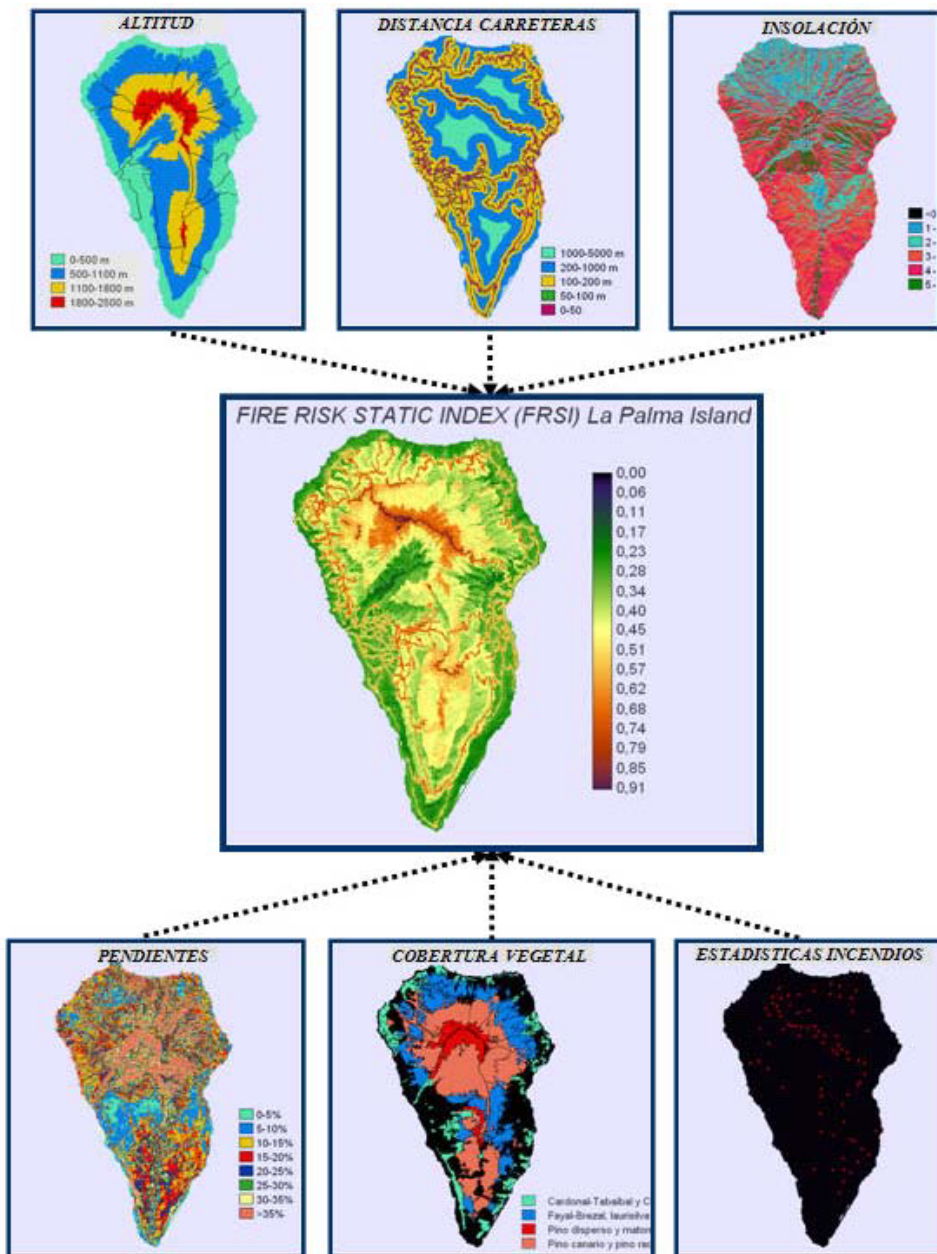 ALTITUD
0-500 m
500-1100 m
1100-1800 m
1800-2500 m
DISTANCIA CARRETERAS
1000-5000 m
200-1000 m
100-200 m
50-100 m
0-50
INSOLACIÓN
1-
2-
3-
4-
5-
FIRE RISK STATIC INDEX (FRSI) La Palma Island
0,00
0,06
0,11
0,17
0,23
0,28
0,34
0,40
0,45
0,51
0,57
0,62
0,68
0,74
0,79
0,85
0,91
PENDIENTES
0-5%
5-10%
10-15%
15-20%
20-25%
25-30%
30-35%
>35%
COBERTURA VEGETAL
Cardonal-Tabaibal y C
Fayal-Brezal, laurisilva
Pino disperso y mator
Pino canario y pino
ESTADISTICAS INCENDIOS